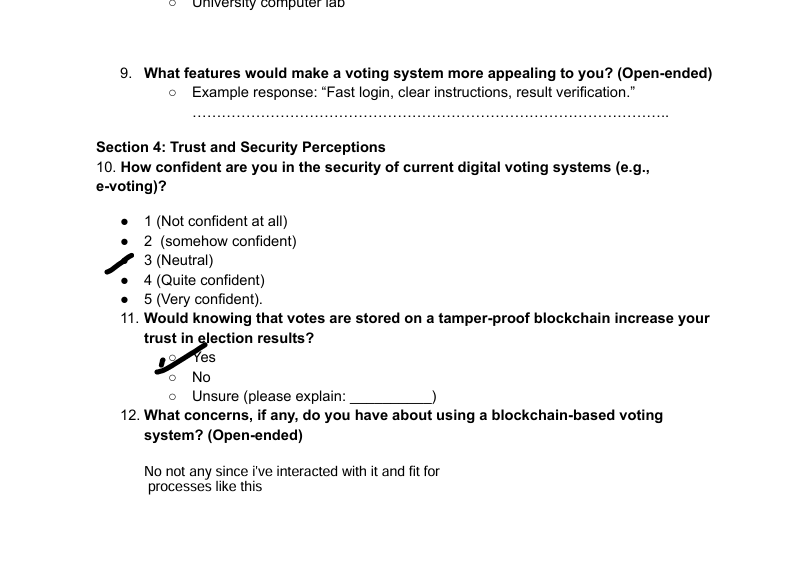 ○ University computer lab
9. What features would make a voting system more appealing to you? (Open-ended)
○ Example response: “Fast login, clear instructions, result verification.”
………………………………………………………………………………………..
Section 4: Trust and Security Perceptions
10. How confident are you in the security of current digital voting systems (e.g.,
e-voting)?
● 1 (Not confident at all)
● 2  (somehow confident)
● 3 (Neutral)
● 4 (Quite confident)
● 5 (Very confident).
11. Would knowing that votes are stored on a tamper-proof blockchain increase your
trust in election results?
○ Yes
○ No
○ Unsure (please explain: __________)
12. What concerns, if any, do you have about using a blockchain-based voting
system? (Open-ended)
No not any since i've interacted with it and fit for
processes like this